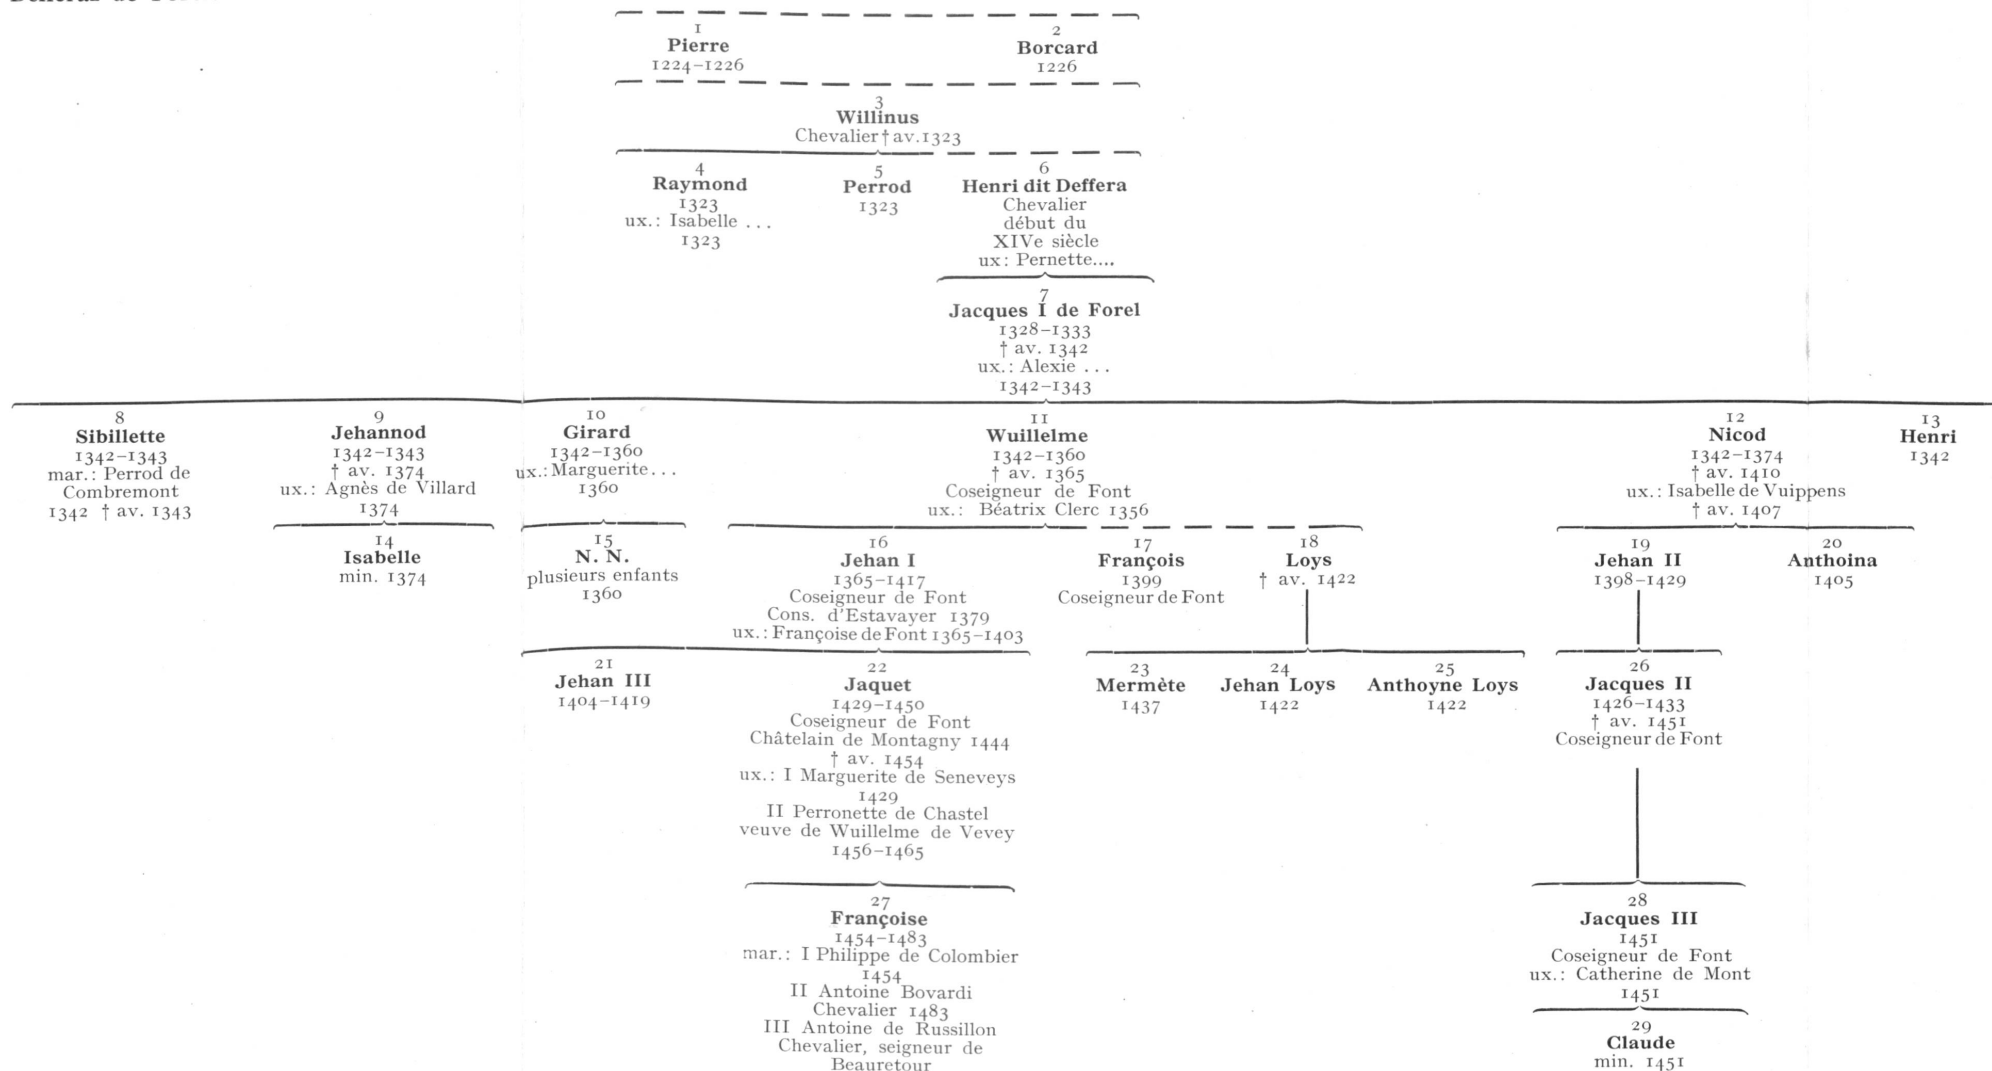 1
Pierre
1224–1226
2
Borcard
1226
3
Willinus
Chevalier † av. 1323
4
Raymond
1323
ux.: Isabelle ...
1323
5
Perrod
1323
6
Henri dit Deffera
Chevalier
début du
XIVe siècle
ux: Pernette....
7
Jacques I de Forel
1328–1333
† av. 1342
ux.: Alexie ...
1342–1343
8
Sibillette
1342–1343
mar.: Perrod de
Combremont
1342 † av. 1343
9
Jehannod
1342–1343
† av. 1374
ux.: Agnès de Villard
1374
10
Girard
1342–1360
ux.: Marguerite...
1360
11
Wuillelme
1342–1360
† av. 1365
Coseigneur de Font
ux.: Béatrix Clerc 1356
12
Nicod
1342–1374
† av. 1410
ux.: Isabelle de Vuippens
† av. 1407
13
Henri
1342
14
Isabelle
min. 1374
15
N. N.
plusieurs enfants
1360
16
Jehan I
1365–1417
Coseigneur de Font
Cons. d'Estavayer 1379
ux.: Françoise de Font 1365–1403
17
François
1399
Coseigneur de Font
18
Loys
† av. 1422
19
Jehan II
1398–1429
20
Anthoina
1405
21
Jehan III
1404–1419
22
Jaquet
1429–1450
Coseigneur de Font
Châtelain de Montagny 1444
† av. 1454
ux.: I Marguerite de Seneveys
1429
II Perronette de Chastel
veuve de Wuillelme de Vevey
1456–1465
23
Mermète
1437
24
Jehan Loys
1422
25
Anthoyne Loys
1422
26
Jacques II
1426–1433
† av. 1451
Coseigneur de Font
27
Françoise
1454–1483
mar.: I Philippe de Colombier
1454
II Antoine Bovardi
Chevalier 1483
III Antoine de Russillon
Chevalier, seigneur de
Beauretour
28
Jacques III
1451
Coseigneur de Font
ux.: Catherine de Mont
1451
29
Claude
min. 1451